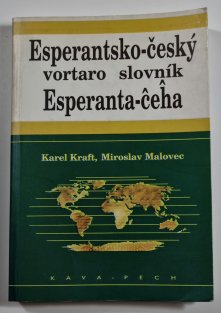 Esperantsko-český
vortaro slovník
Esperanta-ĉeĥa
Karel Kraft, Miroslav Malovec
KAVA-PECH